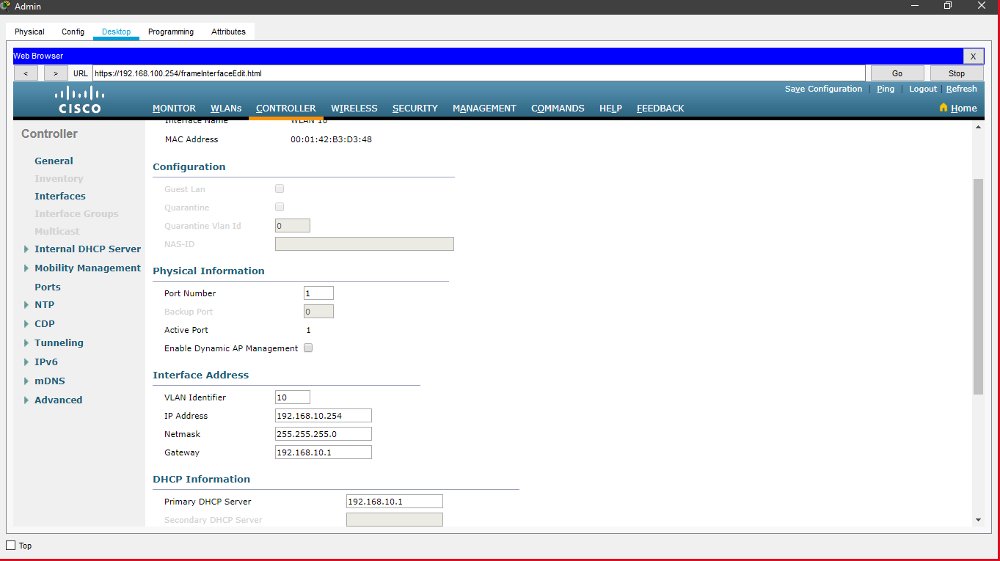 Admin
Physical Config Desktop Programming Attributes
Web Browser X
< > URL https://192.168.100.254/frameInterfaceEdit.html Go Stop
Save Configuration | Ping | Logout | Refresh
CISCO
MONITOR WLANs CONTROLLER WIRELESS SECURITY MANAGEMENT COMMANDS HELP FEEDBACK Home
Controller
General
Inventory
Interfaces
Interface Groups
Multicast
Internal DHCP Server
Mobility Management
Ports
NTP
CDP
Tunneling
IPv6
mDNS
Advanced
Interface Name WLAN 10
MAC Address 00:01:42:B3:D3:48
Configuration
Guest Lan
Quarantine
Quarantine Vlan Id 0
NAS-ID
Physical Information
Port Number 1
Backup Port 0
Active Port 1
Enable Dynamic AP Management
Interface Address
VLAN Identifier 10
IP Address 192.168.10.254
Netmask 255.255.255.0
Gateway 192.168.10.1
DHCP Information
Primary DHCP Server 192.168.10.1
Secondary DHCP Server
Top